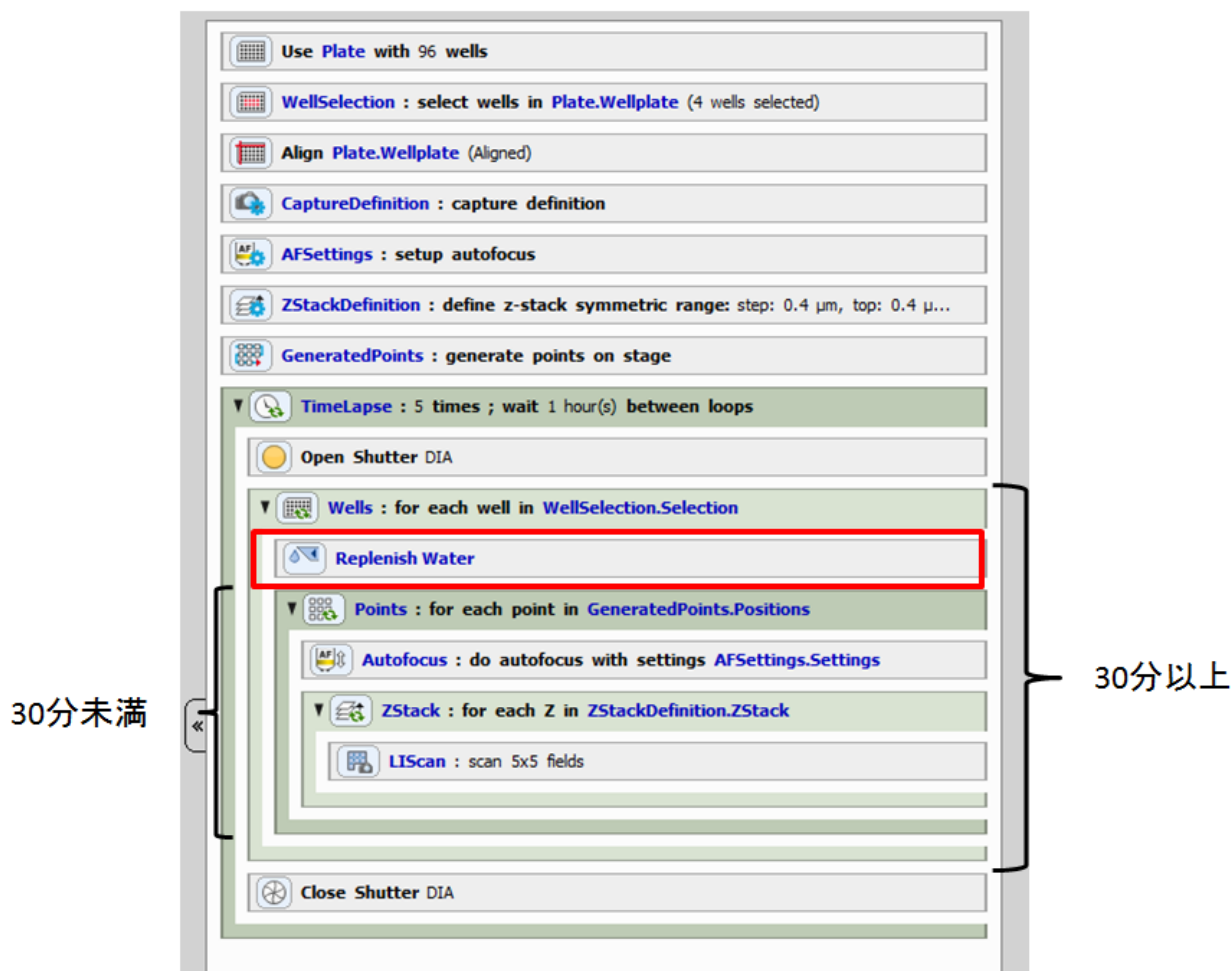 Use Plate with 96 wells
WellSelection : select wells in Plate.Wellplate (4 wells selected)
Align Plate.Wellplate (Aligned)
CaptureDefinition : capture definition
AF
AFSettings : setup autofocus
ZStackDefinition : define z-stack symmetric range: step: 0.4 µm, top: 0.4 µ...
GeneratedPoints : generate points on stage
TimeLapse : 5 times ; wait 1 hour(s) between loops
Open Shutter DIA
Wells : for each well in WellSelection.Selection
Replenish Water
Points : for each point in GeneratedPoints.Positions
AF
Autofocus : do autofocus with settings AFSettings.Settings
30分以上
ZStack : for each Z in ZStackDefinition.ZStack
30分未満
«
LIScan : scan 5x5 fields
Close Shutter DIA